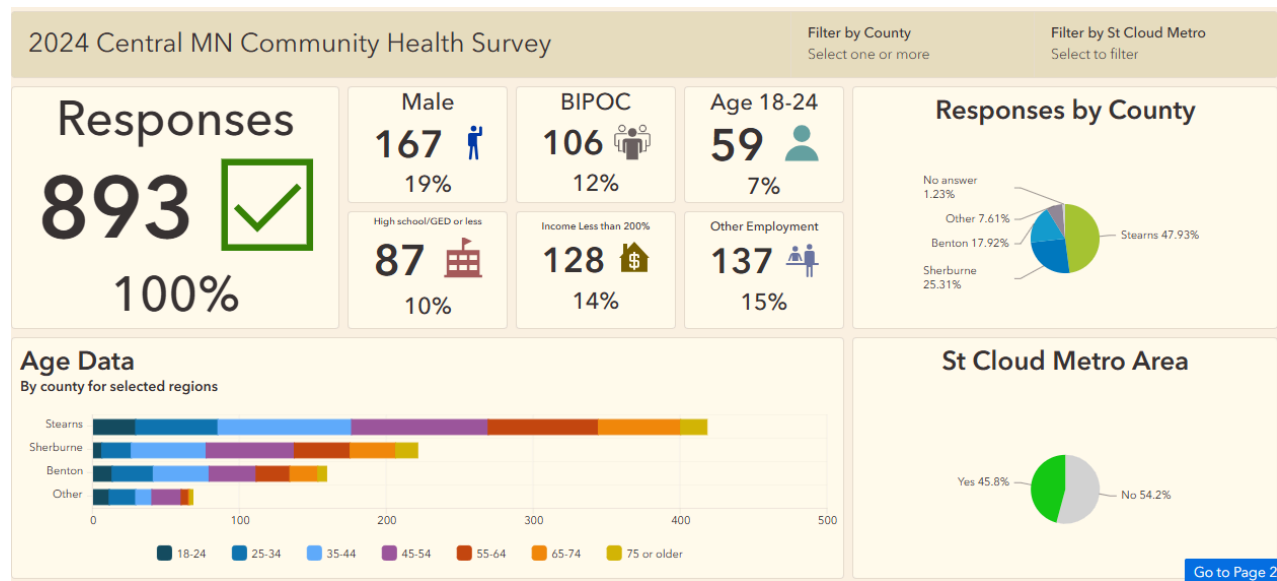 2024 Central MN Community Health Survey
Filter by County
Select one or more
Filter by St Cloud Metro
Select to filter
Responses
893
100%
Male
167
19%
BIPOC
106
12%
Age 18-24
59
7%
High school/GED or less
87
10%
Income Less than 200%
128
$
14%
Other Employment
137
15%
Responses by County
No answer
1.23%
Other 7.61%
Benton 17.92%
Sherburne
25.31%
Stearns 47.93%
Age Data
By county for selected regions
Stearns
Sherburne
Benton
Other
0 100 200 300 400 500
18-24 25-34 35-44 45-54 55-64 65-74 75 or older
St Cloud Metro Area
Yes 45.8%
No 54.2%
Go to Page 2